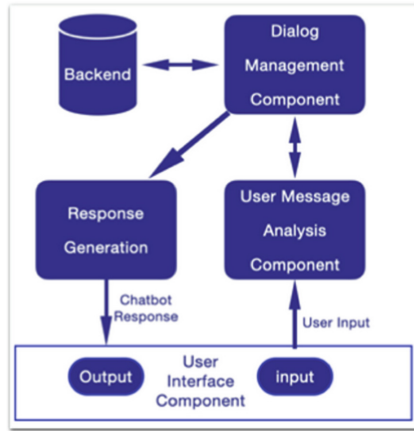 Dialog
Management
Component
Backend
Response
Generation
User Message
Analysis
Component
Chatbot
Response
User Input
Output
User
Interface
Component
input